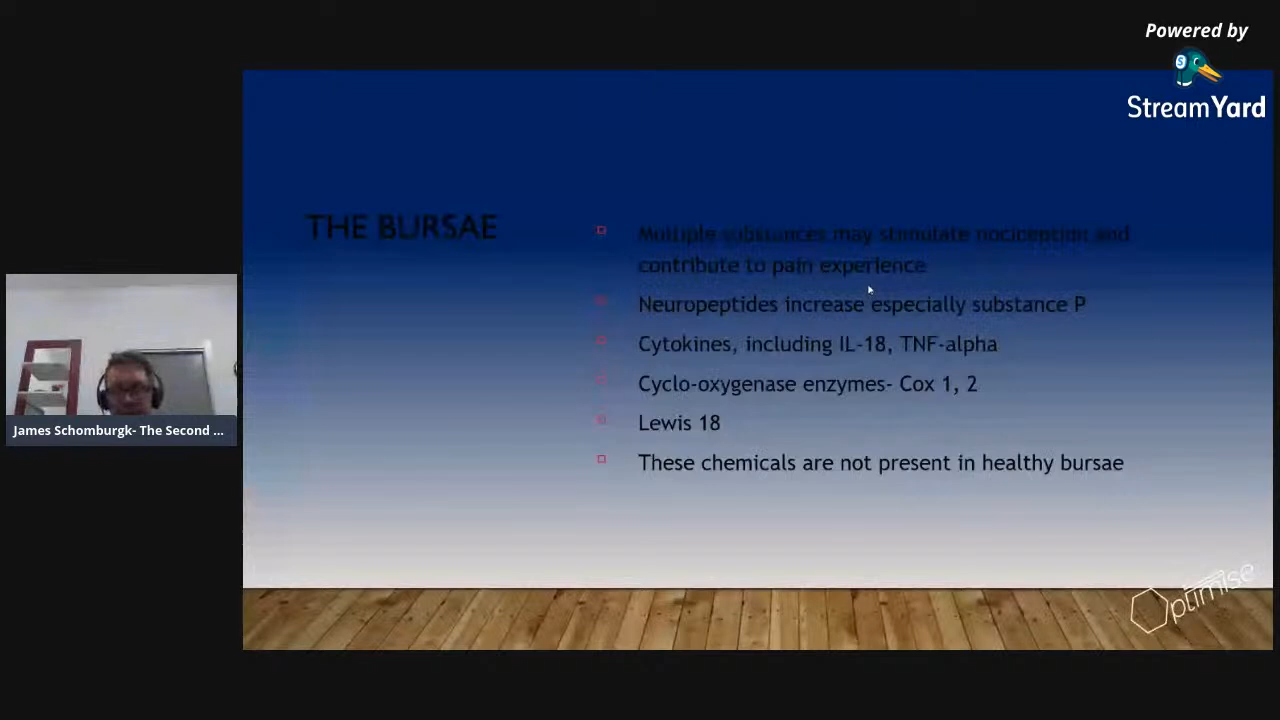 Powered by
StreamYard
THE BURSAE
Multiple substances may stimulate nociception and
contribute to pain experience
Neuropeptides increase especially substance P
Cytokines, including IL-18, TNF-alpha
Cyclo-oxygenase enzymes- Cox 1, 2
Lewis 18
These chemicals are not present in healthy bursae
James Schomburgk- The Second ...
Optimise